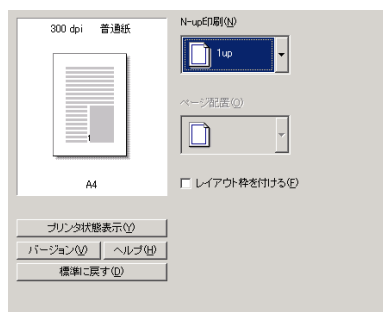 300 dpi 普通紙
1
A4
プリンタ状態表示(Y)
バージョン(V) ヘルプ(H)
標準に戻す(D)
N-up印刷(N)
1up
ページ配置(O)
レイアウト枠を付ける(F)